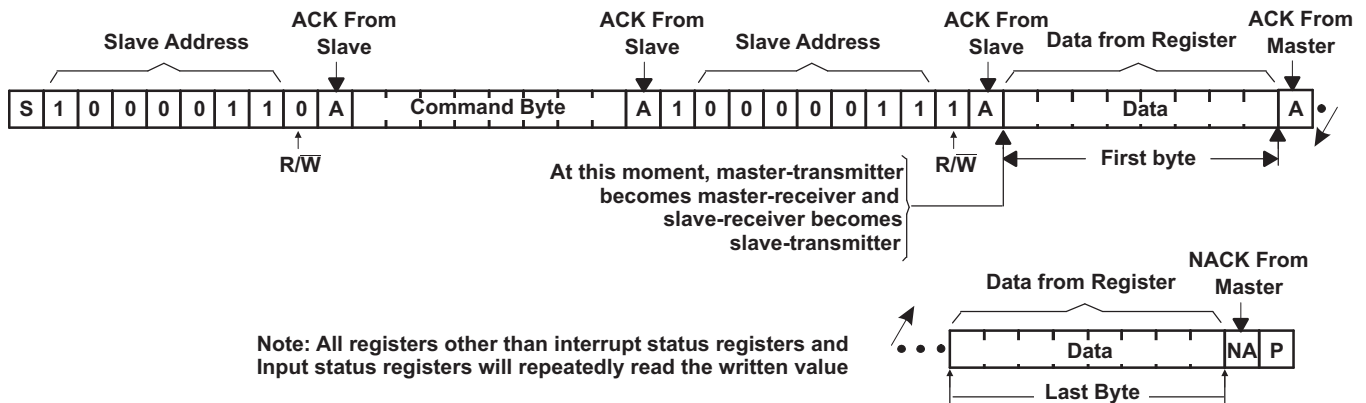 ACK From
Slave
Slave Address
ACK From
Slave
Slave Address
ACK From
Slave
Data from Register
ACK From
Master
S 1 0 0 0 0 1 1 0 A Command Byte A 1 0 0 0 0 0 1 1 1 A Data A
R/W̅
R/W̅
First byte
At this moment, master-transmitter
becomes master-receiver and
slave-receiver becomes
slave-transmitter
NACK From
Master
Data from Register
Note: All registers other than interrupt status registers and
Input status registers will repeatedly read the written value
Data NA P
Last Byte